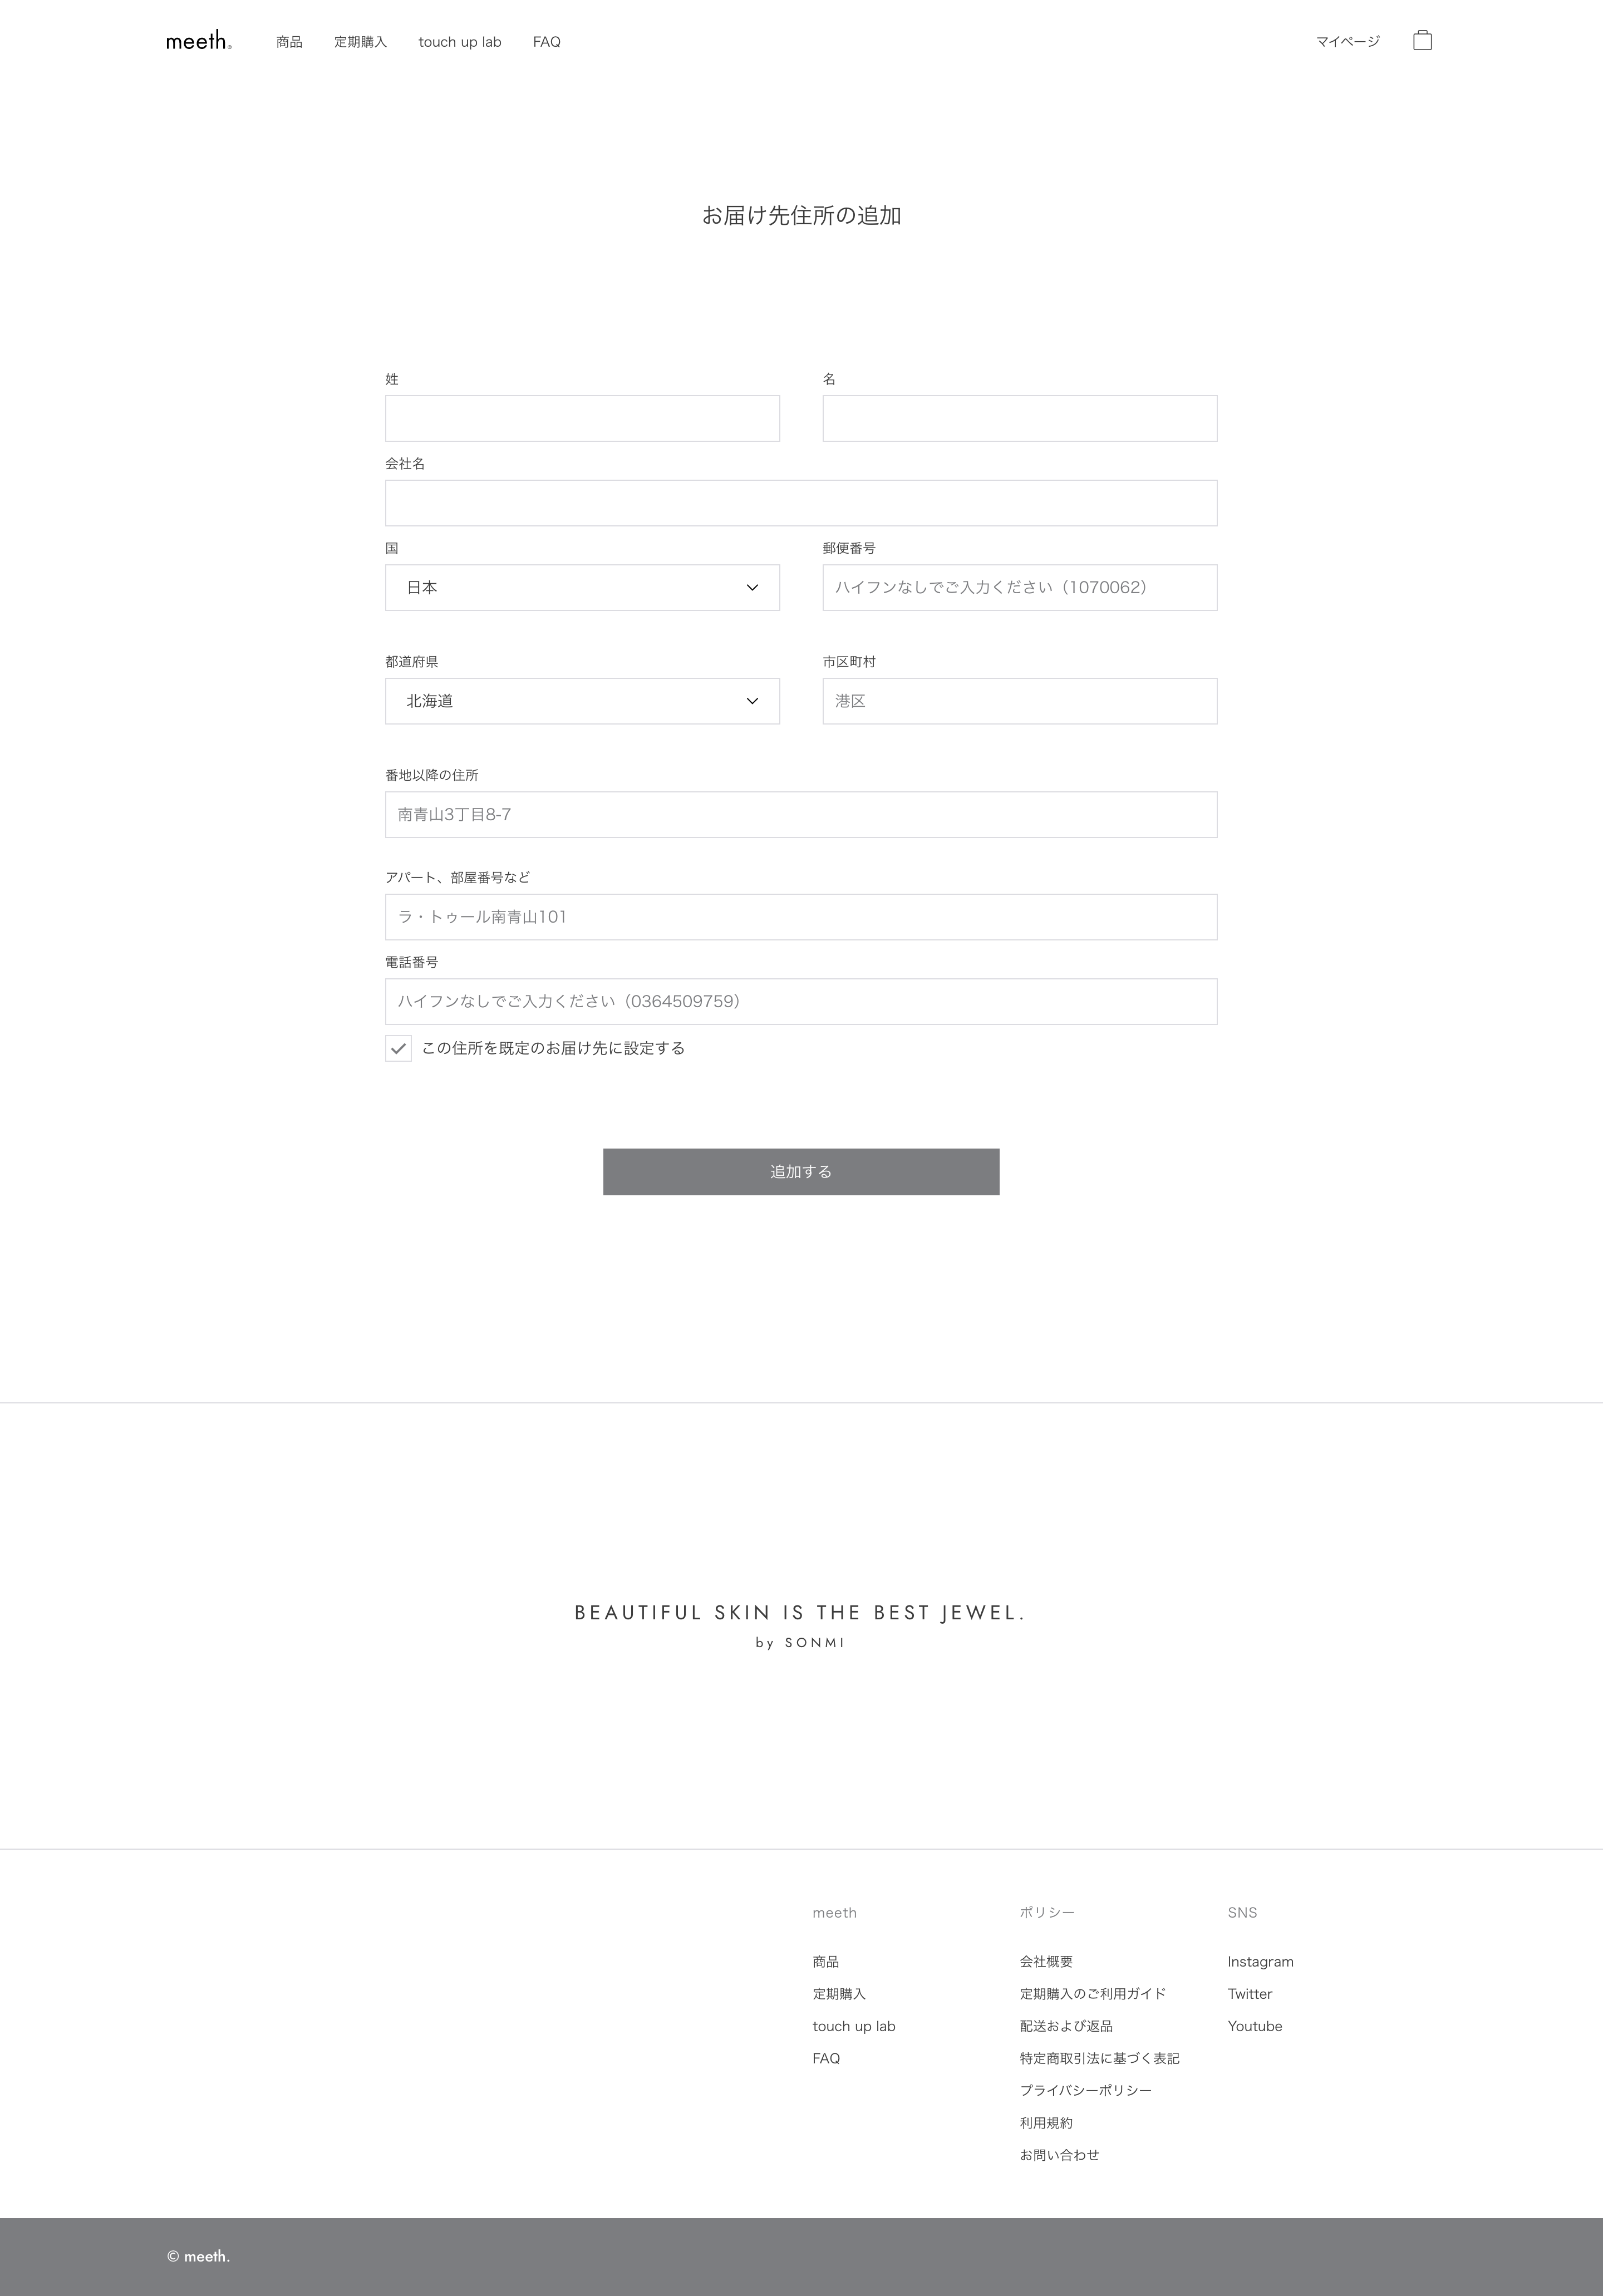 meeth.®
商品 定期購入 touch up lab FAQ マイページ
お届け先住所の追加
姓 名
会社名
国 郵便番号
日本 ハイフンなしでご入力ください（1070062）
都道府県 市区町村
北海道 港区
番地以降の住所
南青山3丁目8-7
アパート、部屋番号など
ラ・トゥール南青山101
電話番号
ハイフンなしでご入力ください（0364509759）
この住所を既定のお届け先に設定する
追加する
BEAUTIFUL SKIN IS THE BEST JEWEL.
by SONMI
meeth
商品
定期購入
touch up lab
FAQ
ポリシー
会社概要
定期購入のご利用ガイド
配送および返品
特定商取引法に基づく表記
プライバシーポリシー
利用規約
お問い合わせ
SNS
Instagram
Twitter
Youtube
© meeth.